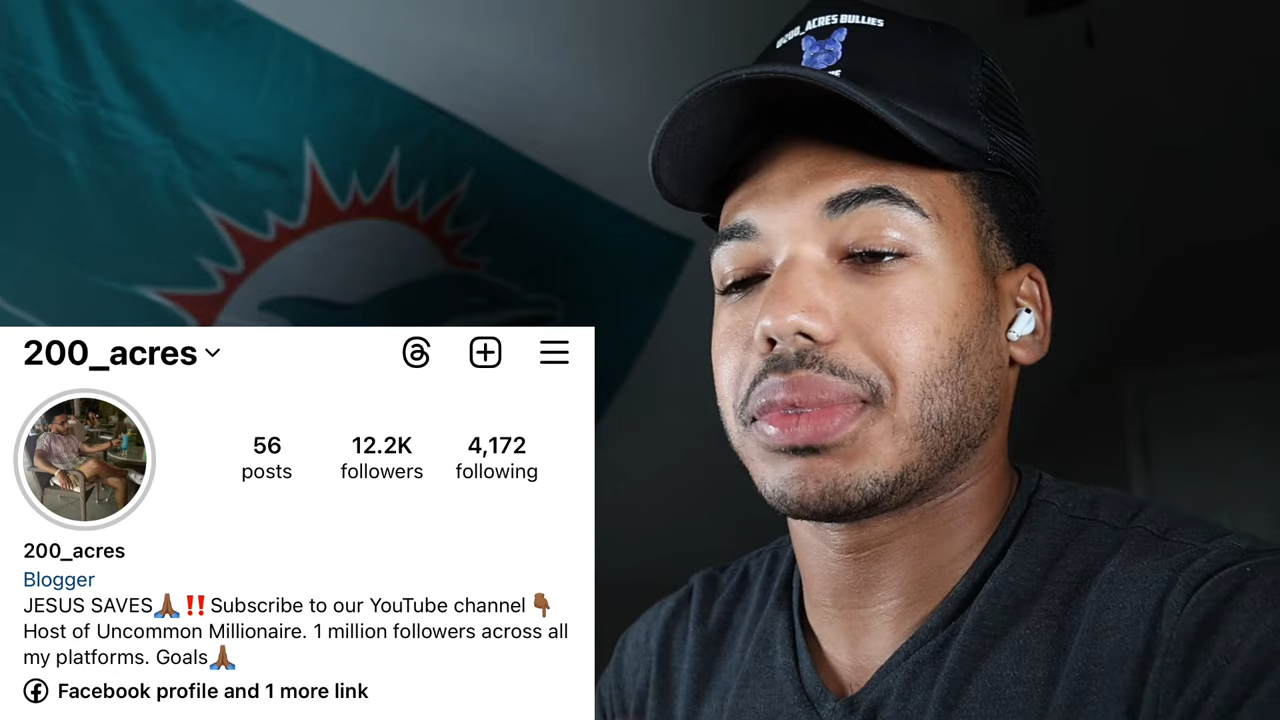 @200_ACRES BULLIES
200_acres
56
12.2K
4,172
posts
followers
following
200_acres
Blogger
JESUS SAVES🙏🏾‼️Subscribe to our YouTube channel👇🏾
Host of Uncommon Millionaire. 1 million followers across all
my platforms. Goals🙏🏾
Facebook profile and 1 more link